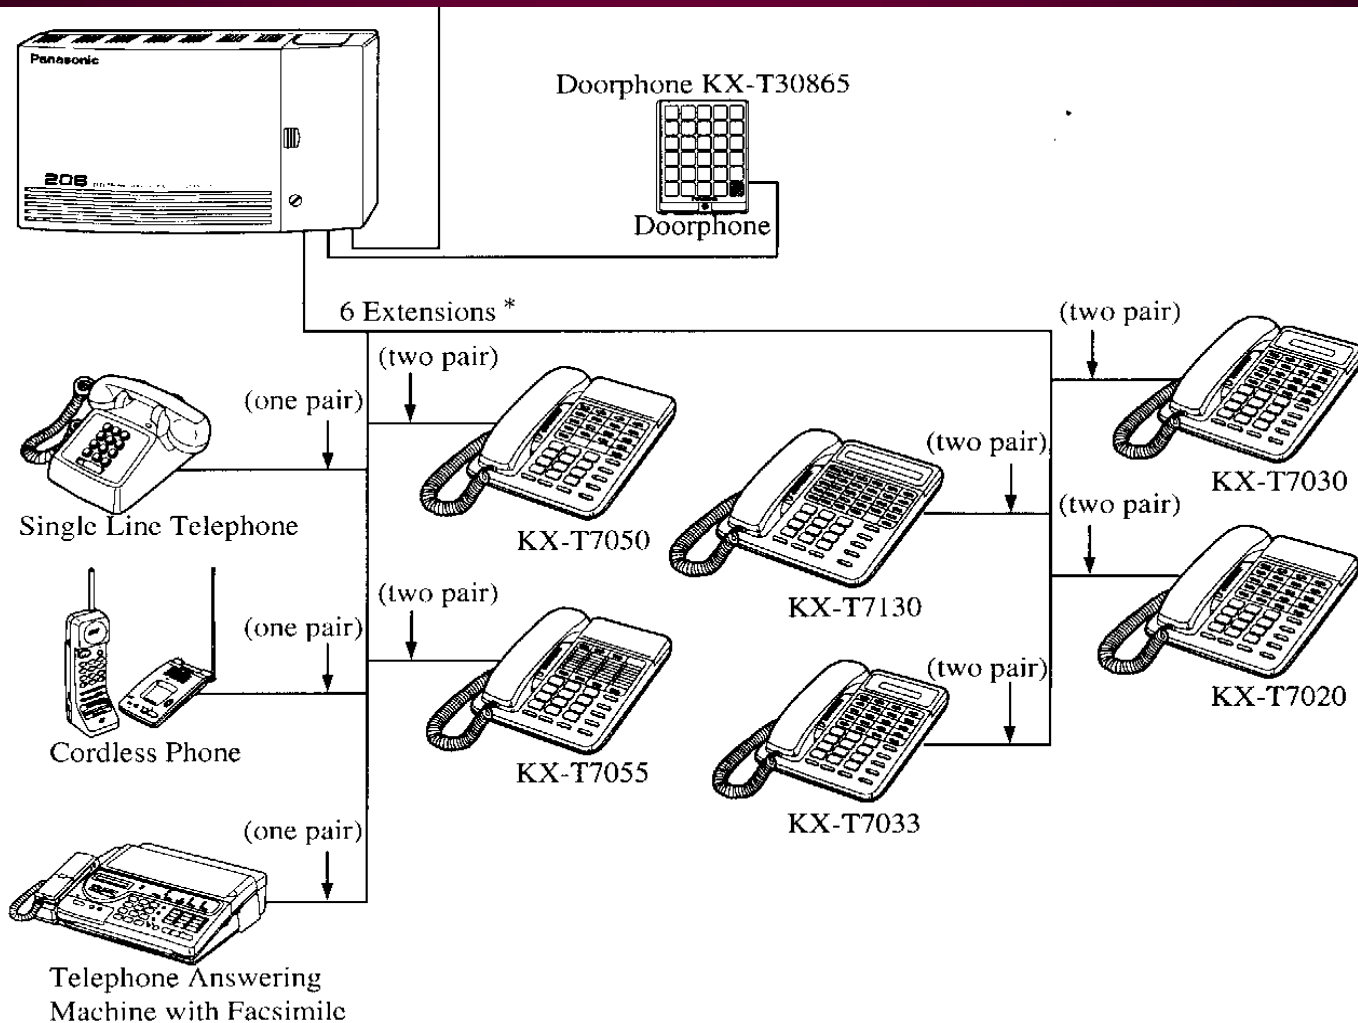 Panasonic
206
Doorphone KX-T30865
Doorphone
6 Extensions *
(two pair)
(two pair)
(one pair)
KX-T7030
(two pair)
(two pair)
Single Line Telephone
KX-T7050
KX-T7130
(two pair)
(one pair)
(two pair)
KX-T7020
Cordless Phone
KX-T7055
KX-T7033
(one pair)
Telephone Answering
Machine with Facsimile